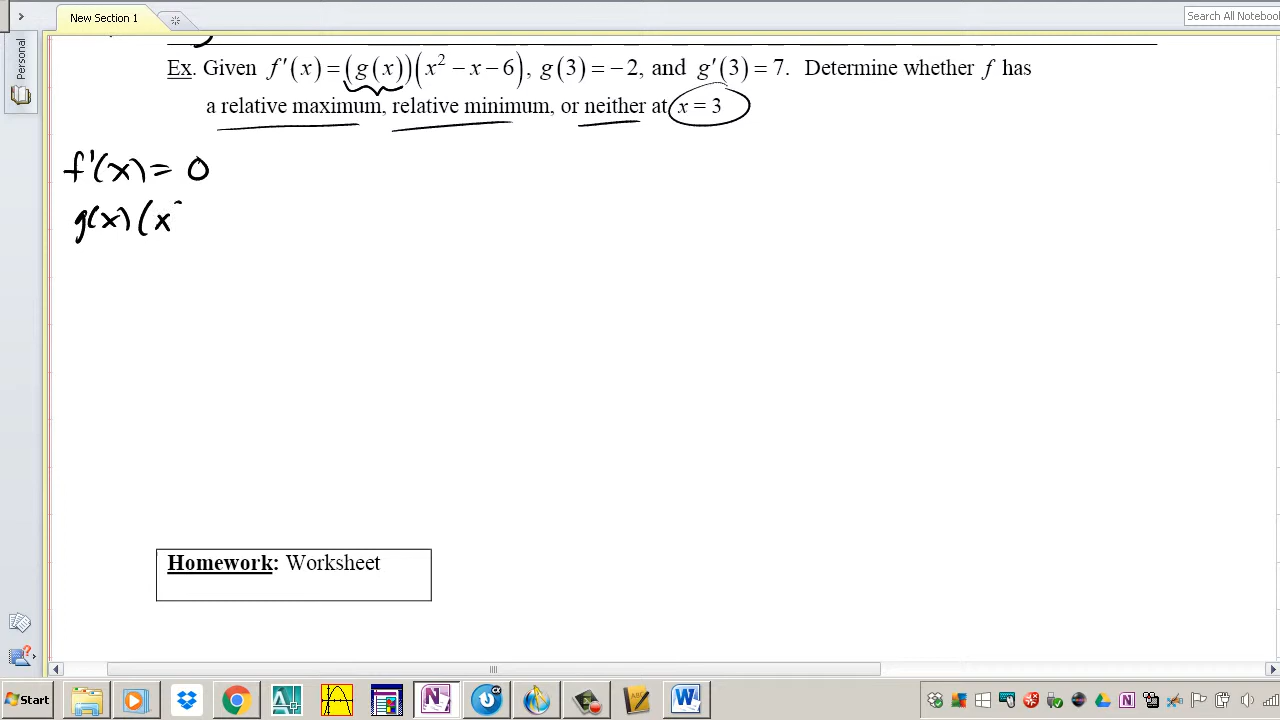 New Section 1
Search All Notebook
Personal
Ex. Given f′(x) = (g(x))(x² − x − 6), g(3) = −2, and g′(3) = 7. Determine whether f has
a relative maximum, relative minimum, or neither at x = 3
f′(x) = 0
g(x)(x
Homework: Worksheet
Start